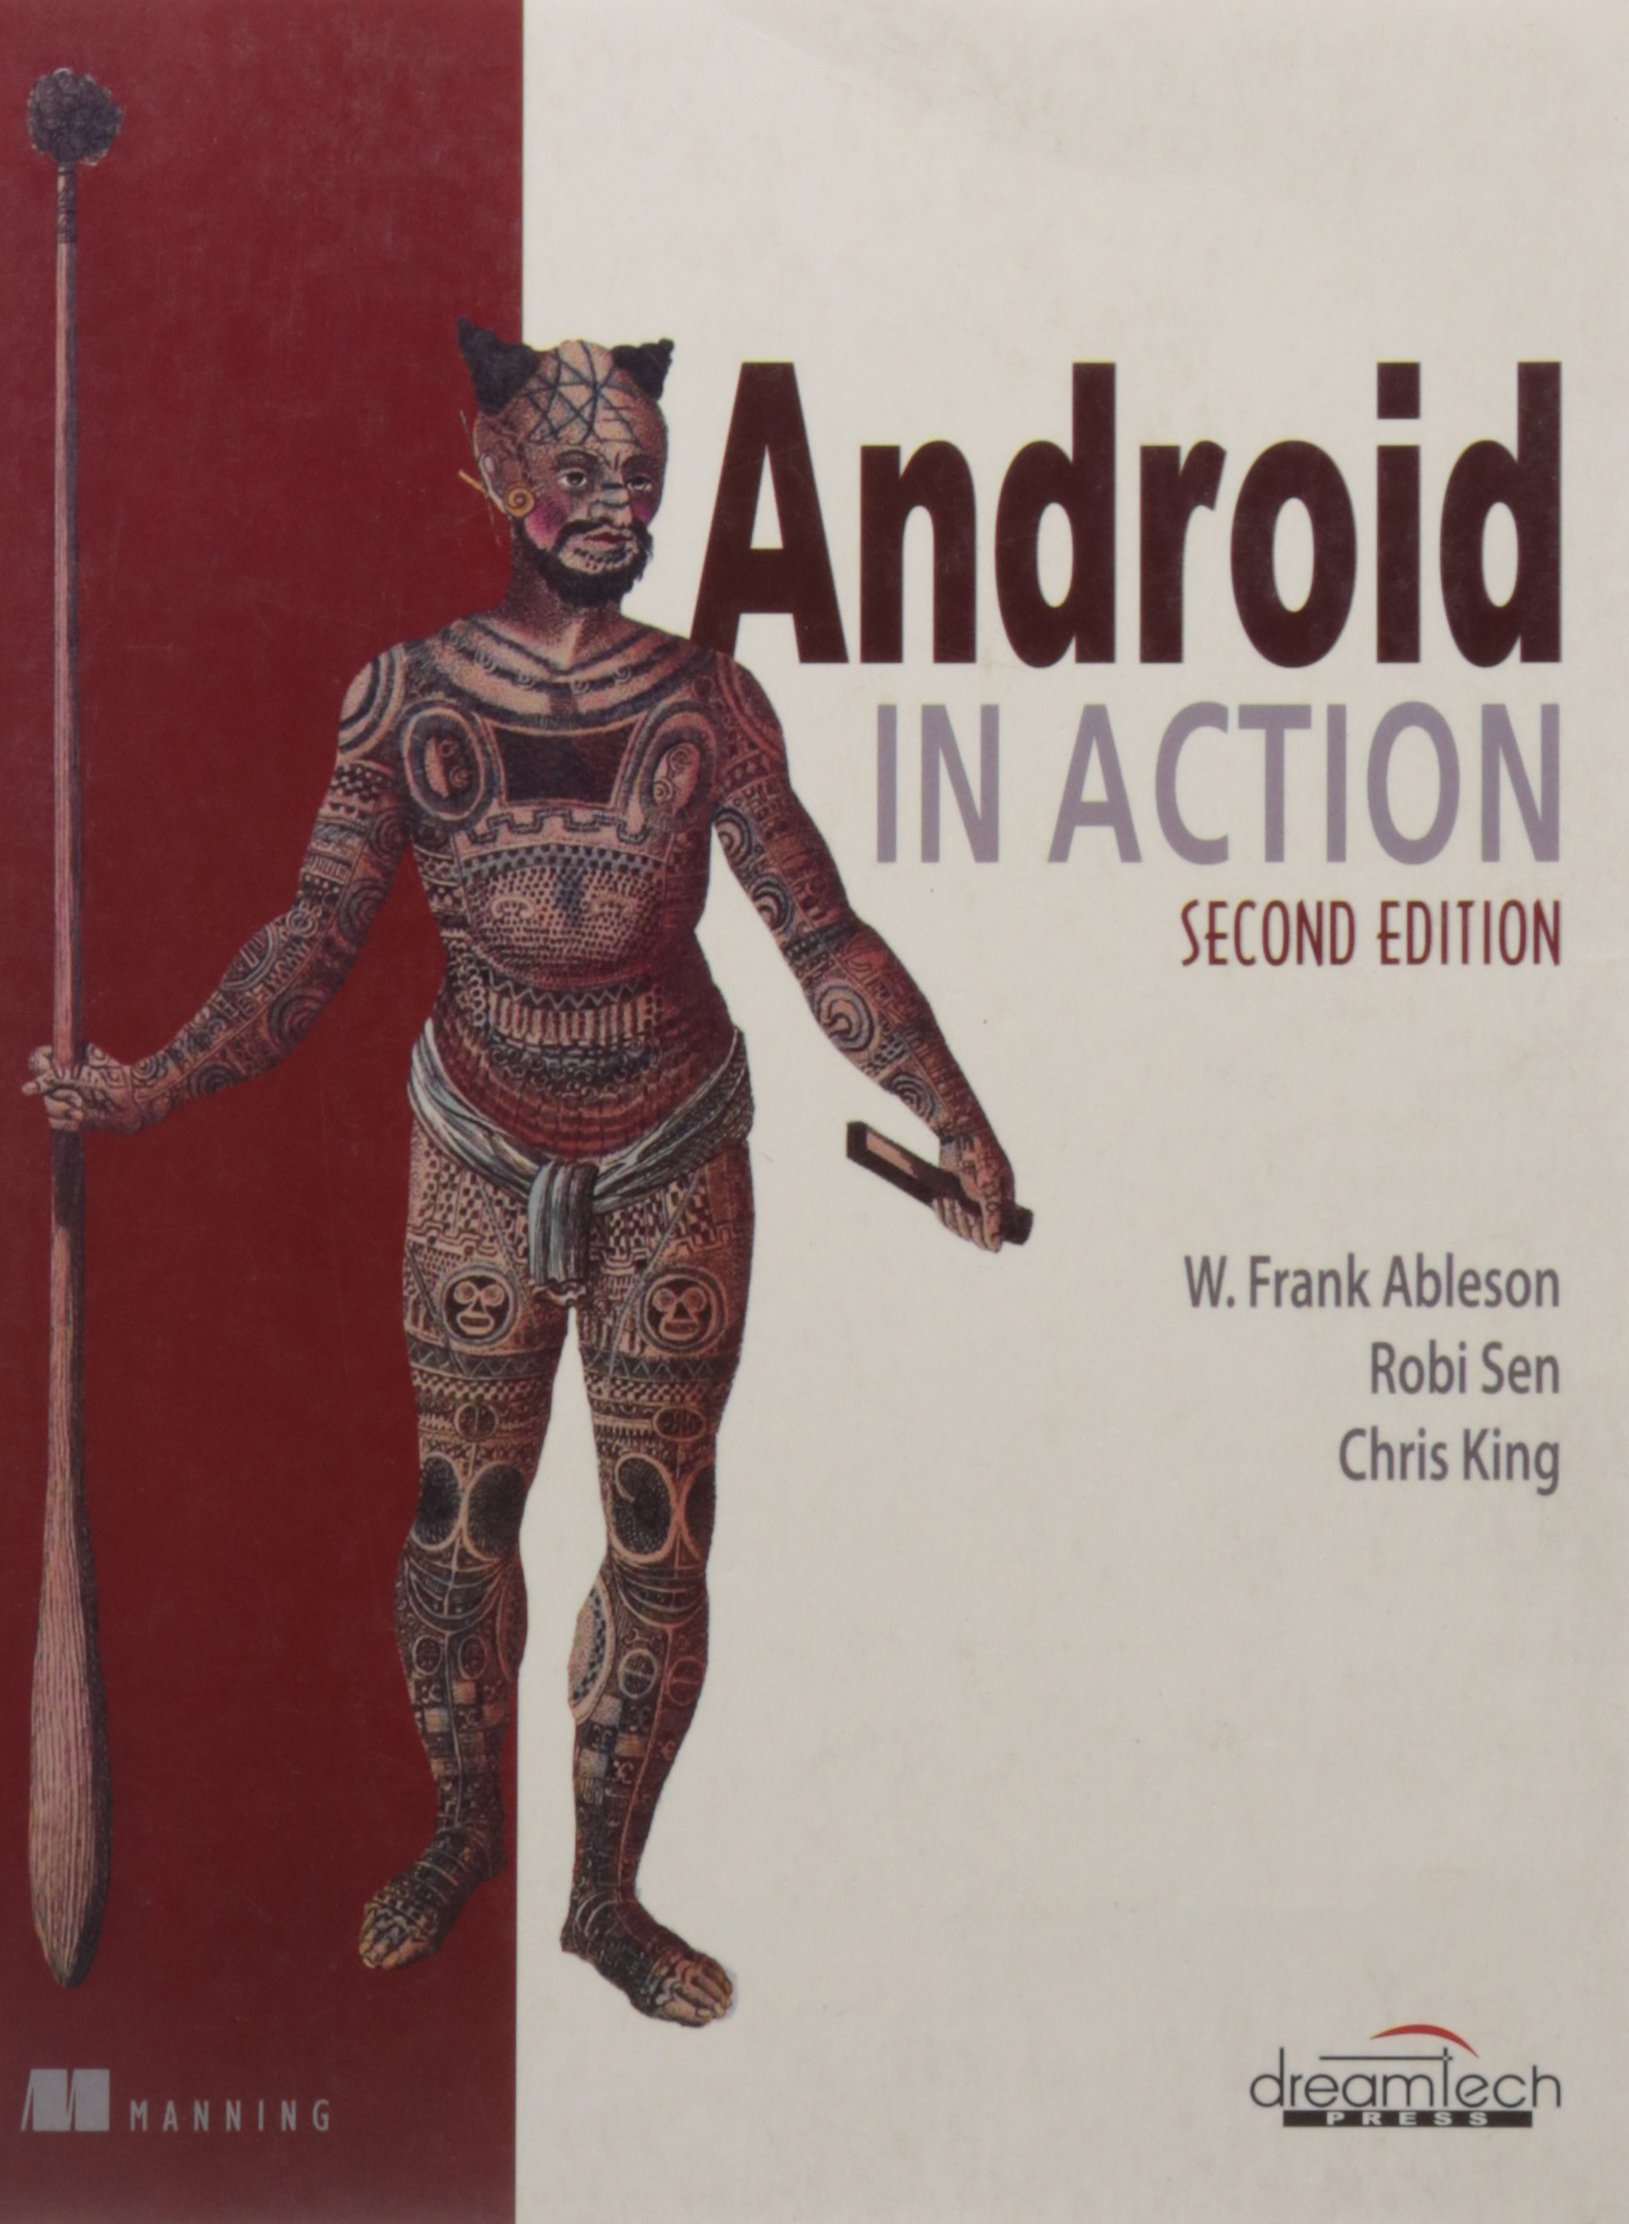 Android
IN ACTION
SECOND EDITION
W. Frank Ableson
Robi Sen
Chris King
MANNING
dreamtech
PRESS